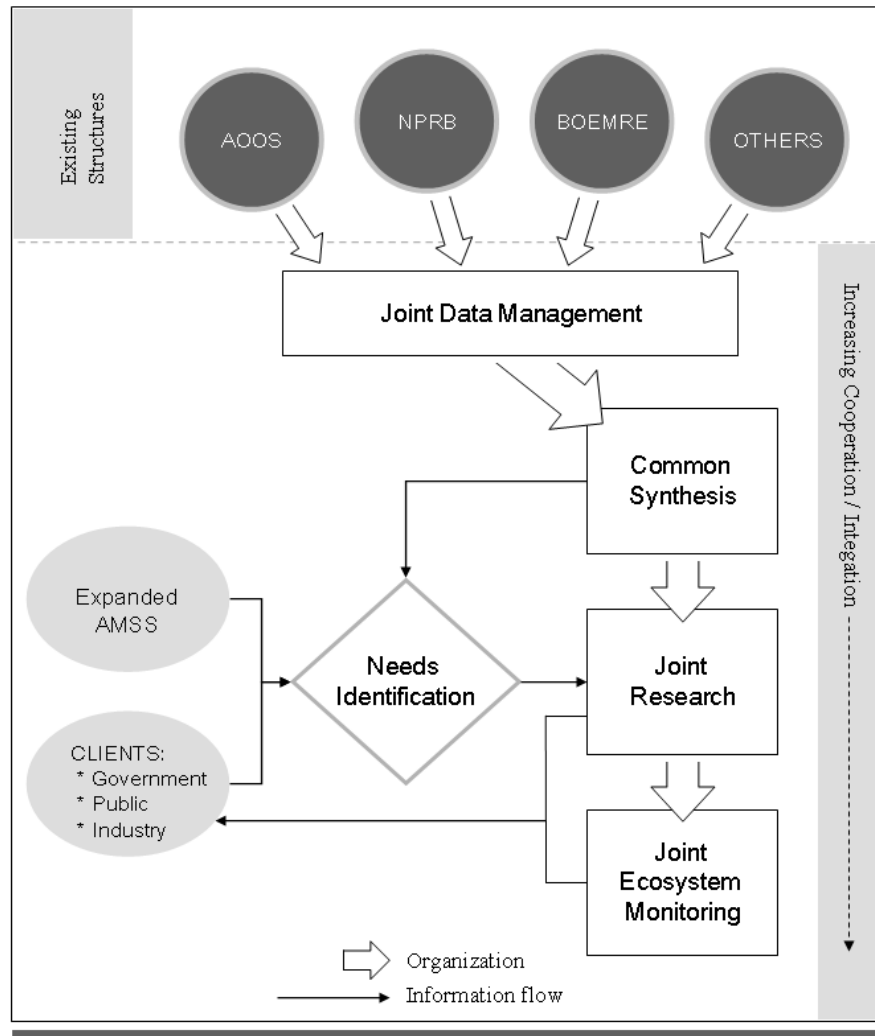 Existing
Structures
AOOS
NPRB
BOEMRE
OTHERS
Joint Data Management
Increasing Cooperation / Integation
Common
Synthesis
Expanded
AMSS
Needs
Identification
Joint
Research
CLIENTS:
* Government
* Public
* Industry
Joint
Ecosystem
Monitoring
Organization
Information flow